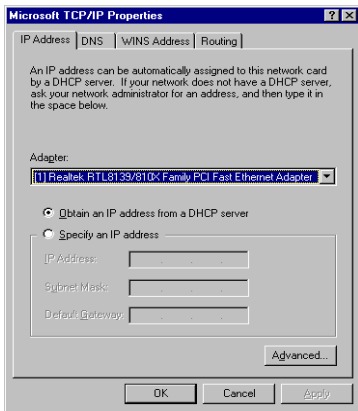 Microsoft TCP/IP Properties
IP Address DNS WINS Address Routing
An IP address can be automatically assigned to this network card
by a DHCP server. If your network does not have a DHCP server,
ask your network administrator for an address, and then type it in
the space below.
Adapter:
[1] Realtek RTL8139/810X Family PCI Fast Ethernet Adapter
Obtain an IP address from a DHCP server
Specify an IP address
IP Address:
Subnet Mask:
Default Gateway:
Advanced...
OK Cancel Apply